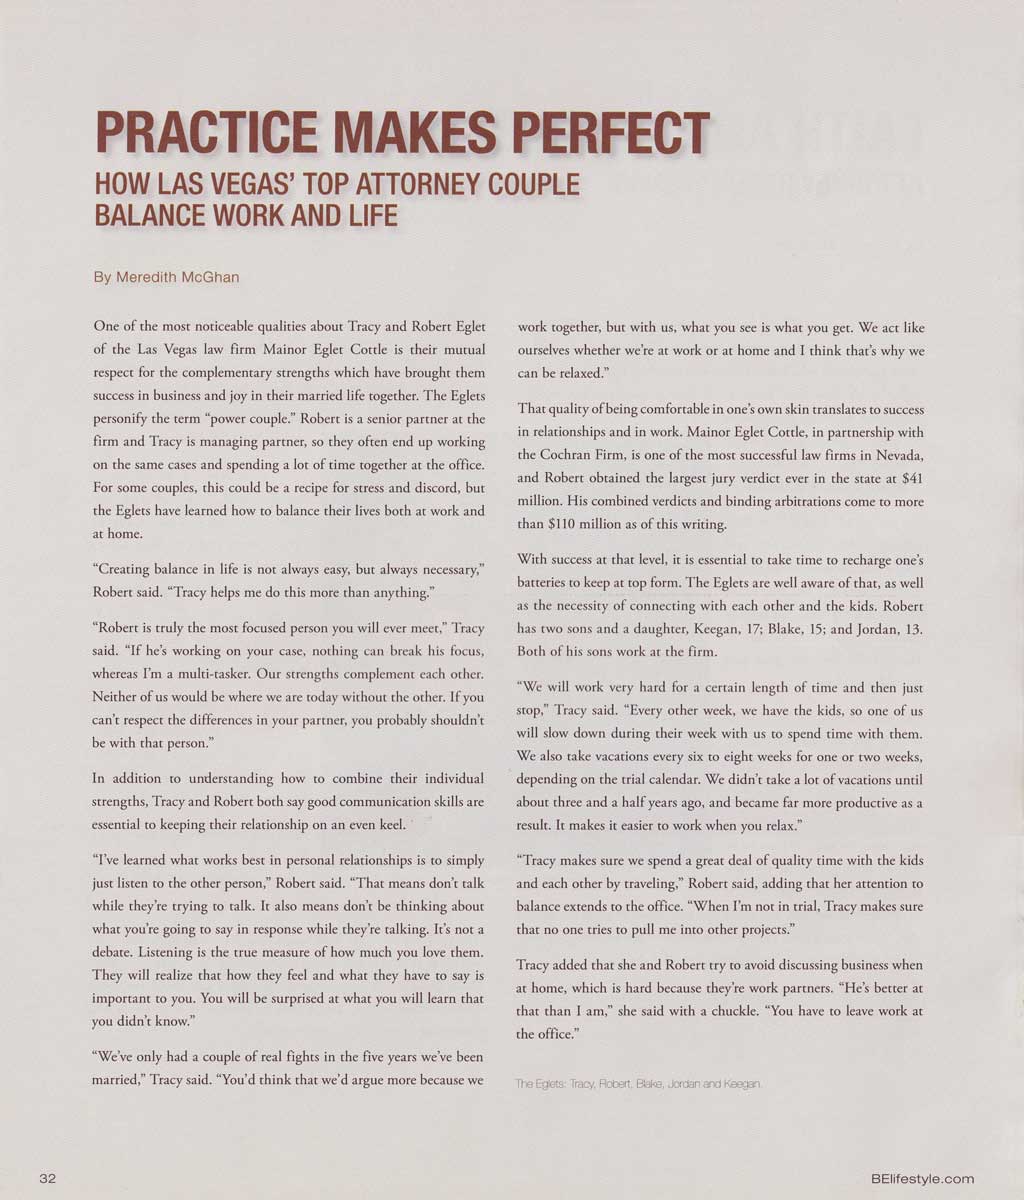 PRACTICE MAKES PERFECT
HOW LAS VEGAS’ TOP ATTORNEY COUPLE
BALANCE WORK AND LIFE
By Meredith McGhan
One of the most noticeable qualities about Tracy and Robert Eglet
of the Las Vegas law firm Mainor Eglet Cottle is their mutual
respect for the complementary strengths which have brought them
success in business and joy in their married life together. The Eglets
personify the term “power couple.” Robert is a senior partner at the
firm and Tracy is managing partner, so they often end up working
on the same cases and spending a lot of time together at the office.
For some couples, this could be a recipe for stress and discord, but
the Eglets have learned how to balance their lives both at work and
at home.
“Creating balance in life is not always easy, but always necessary,”
Robert said. “Tracy helps me do this more than anything.”
“Robert is truly the most focused person you will ever meet,” Tracy
said. “If he’s working on your case, nothing can break his focus,
whereas I’m a multi-tasker. Our strengths complement each other.
Neither of us would be where we are today without the other. If you
can’t respect the differences in your partner, you probably shouldn’t
be with that person.”
In addition to understanding how to combine their individual
strengths, Tracy and Robert both say good communication skills are
essential to keeping their relationship on an even keel.
“I’ve learned what works best in personal relationships is to simply
just listen to the other person,” Robert said. “That means don’t talk
while they’re trying to talk. It also means don’t be thinking about
what you’re going to say in response while they’re talking. It’s not a
debate. Listening is the true measure of how much you love them.
They will realize that how they feel and what they have to say is
important to you. You will be surprised at what you will learn that
you didn’t know.”
“We’ve only had a couple of real fights in the five years we’ve been
married,” Tracy said. “You’d think that we’d argue more because we
work together, but with us, what you see is what you get. We act like
ourselves whether we’re at work or at home and I think that’s why we
can be relaxed.”
That quality of being comfortable in one’s own skin translates to success
in relationships and in work. Mainor Eglet Cottle, in partnership with
the Cochran Firm, is one of the most successful law firms in Nevada,
and Robert obtained the largest jury verdict ever in the state at $41
million. His combined verdicts and binding arbitrations come to more
than $110 million as of this writing.
With success at that level, it is essential to take time to recharge one’s
batteries to keep at top form. The Eglets are well aware of that, as well
as the necessity of connecting with each other and the kids. Robert
has two sons and a daughter, Keegan, 17; Blake, 15; and Jordan, 13.
Both of his sons work at the firm.
“We will work very hard for a certain length of time and then just
stop,” Tracy said. “Every other week, we have the kids, so one of us
will slow down during their week with us to spend time with them.
We also take vacations every six to eight weeks for one or two weeks,
depending on the trial calendar. We didn’t take a lot of vacations until
about three and a half years ago, and became far more productive as a
result. It makes it easier to work when you relax.”
“Tracy makes sure we spend a great deal of quality time with the kids
and each other by traveling,” Robert said, adding that her attention to
balance extends to the office. “When I’m not in trial, Tracy makes sure
that no one tries to pull me into other projects.”
Tracy added that she and Robert try to avoid discussing business when
at home, which is hard because they’re work partners. “He’s better at
that than I am,” she said with a chuckle. “You have to leave work at
the office.”
The Eglets: Tracy, Robert, Blake, Jordan and Keegan.
32
BElifestyle.com